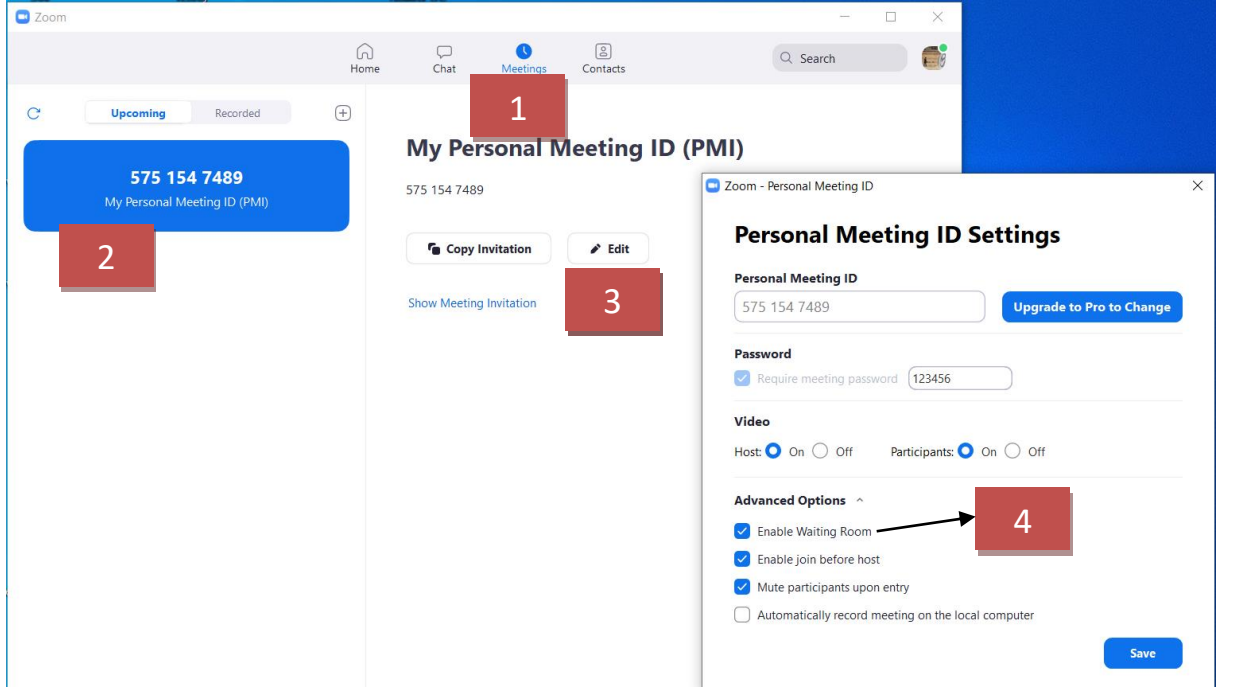 Zoom
Home
Chat
Meetings
Contacts
Search
1
Upcoming
Recorded
My Personal Meeting ID (PMI)
575 154 7489
My Personal Meeting ID (PMI)
575 154 7489
2
Copy Invitation
Edit
Show Meeting Invitation
3
Zoom - Personal Meeting ID
Personal Meeting ID Settings
Personal Meeting ID
575 154 7489
Upgrade to Pro to Change
Password
Require meeting password 123456
Video
Host: On Off Participants: On Off
Advanced Options
4
Enable Waiting Room
Enable join before host
Mute participants upon entry
Automatically record meeting on the local computer
Save